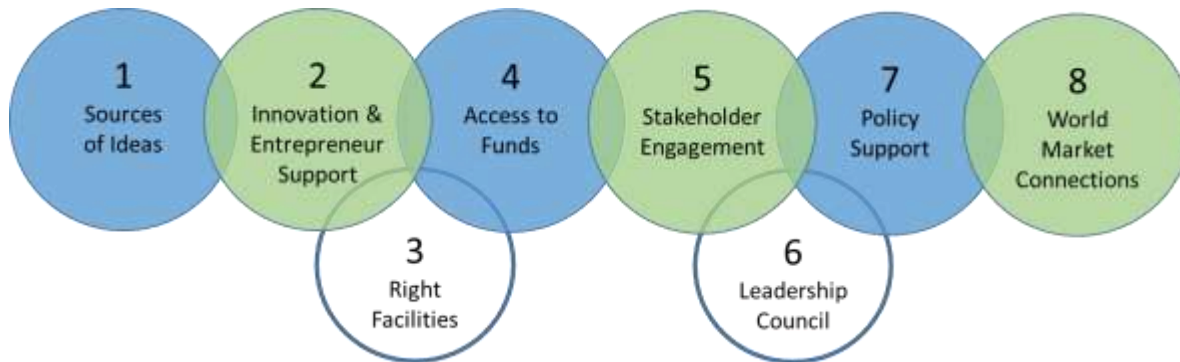 1
Sources
of Ideas
2
Innovation &
Entrepreneur
Support
3
Right
Facilities
4
Access to
Funds
5
Stakeholder
Engagement
6
Leadership
Council
7
Policy
Support
8
World
Market
Connections